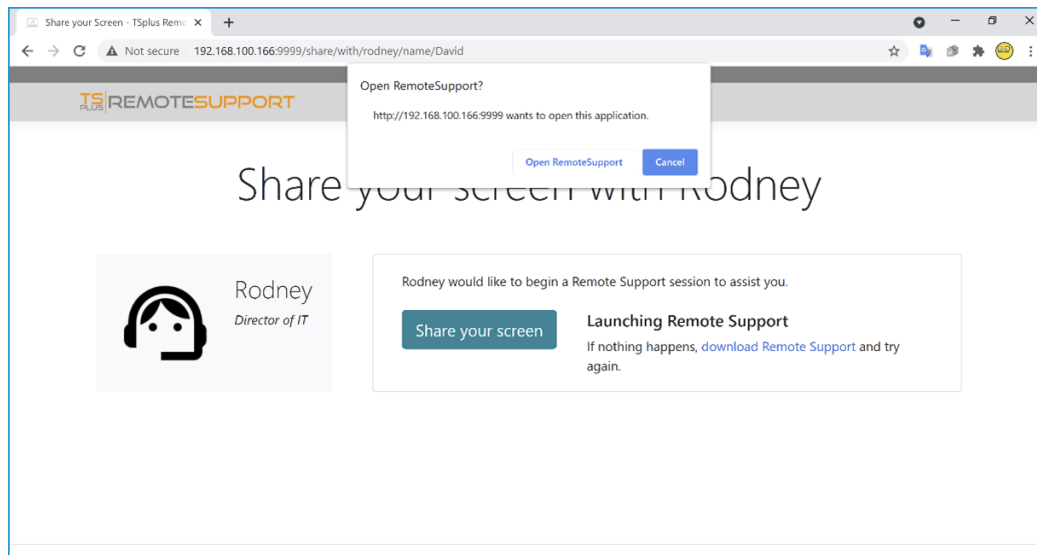 Share your Screen - TSplus Remo
Not secure 192.168.100.166:9999/share/with/rodney/name/David
Open RemoteSupport?
http://192.168.100.166:9999 wants to open this application.
Open RemoteSupport Cancel
TS PLUS REMOTESUPPORT
Share your screen with Rodney
Rodney
Director of IT
Rodney would like to begin a Remote Support session to assist you.
Share your screen
Launching Remote Support
If nothing happens, download Remote Support and try
again.